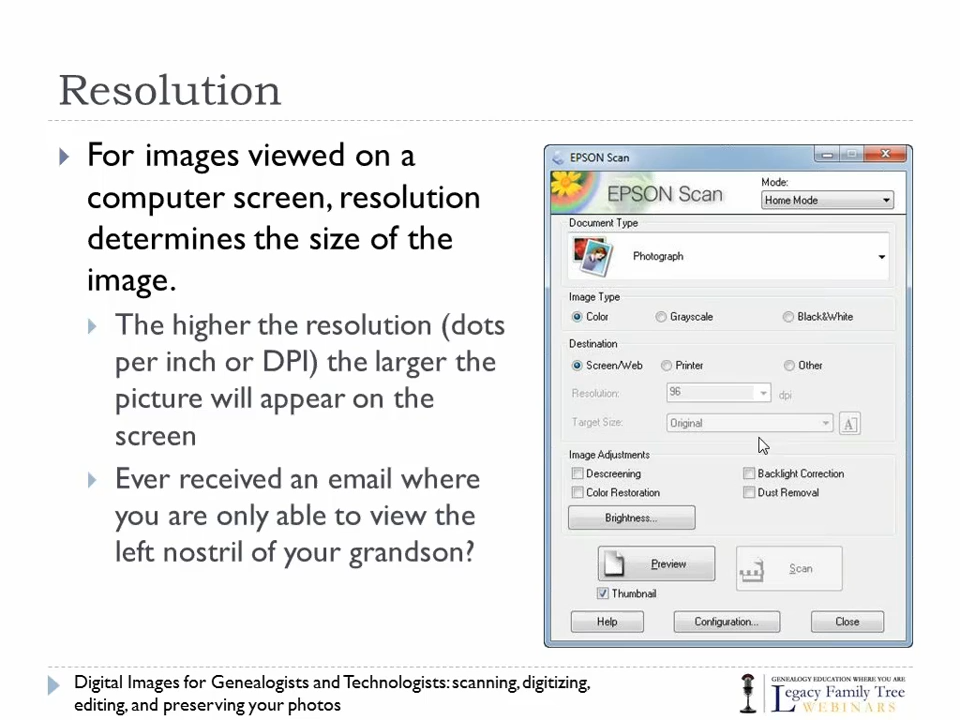 Resolution
For images viewed on a
computer screen, resolution
determines the size of the
image.
The higher the resolution (dots
per inch or DPI) the larger the
picture will appear on the
screen
Ever received an email where
you are only able to view the
left nostril of your grandson?
EPSON Scan
EPSON Scan
Mode:
Home Mode
Document Type
Photograph
Image Type
Color Grayscale Black&White
Destination
Screen/Web Printer Other
Resolution: 96 dpi
Target Size: Original A
Image Adjustments
Descreening Backlight Correction
Color Restoration Dust Removal
Brightness...
Preview Scan
Thumbnail
Help Configuration... Close
Digital Images for Genealogists and Technologists: scanning, digitizing,
editing, and preserving your photos
GENEALOGY EDUCATION WHERE YOU ARE
Legacy Family Tree
WEBINARS